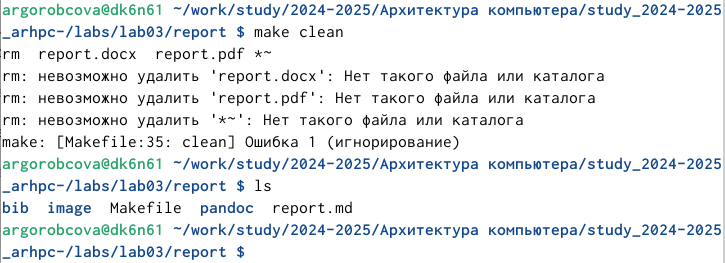 argorobcova@dk6n61 ~/work/study/2024-2025/Архитектура компьютера/study_2024-2025
_arhpc-/labs/lab03/report $ make clean
rm  report.docx  report.pdf *~
rm: невозможно удалить 'report.docx': Нет такого файла или каталога
rm: невозможно удалить 'report.pdf': Нет такого файла или каталога
rm: невозможно удалить '*~': Нет такого файла или каталога
make: [Makefile:35: clean] Ошибка 1 (игнорирование)
argorobcova@dk6n61 ~/work/study/2024-2025/Архитектура компьютера/study_2024-2025
_arhpc-/labs/lab03/report $ ls
bib  image  Makefile  pandoc  report.md
argorobcova@dk6n61 ~/work/study/2024-2025/Архитектура компьютера/study_2024-2025
_arhpc-/labs/lab03/report $